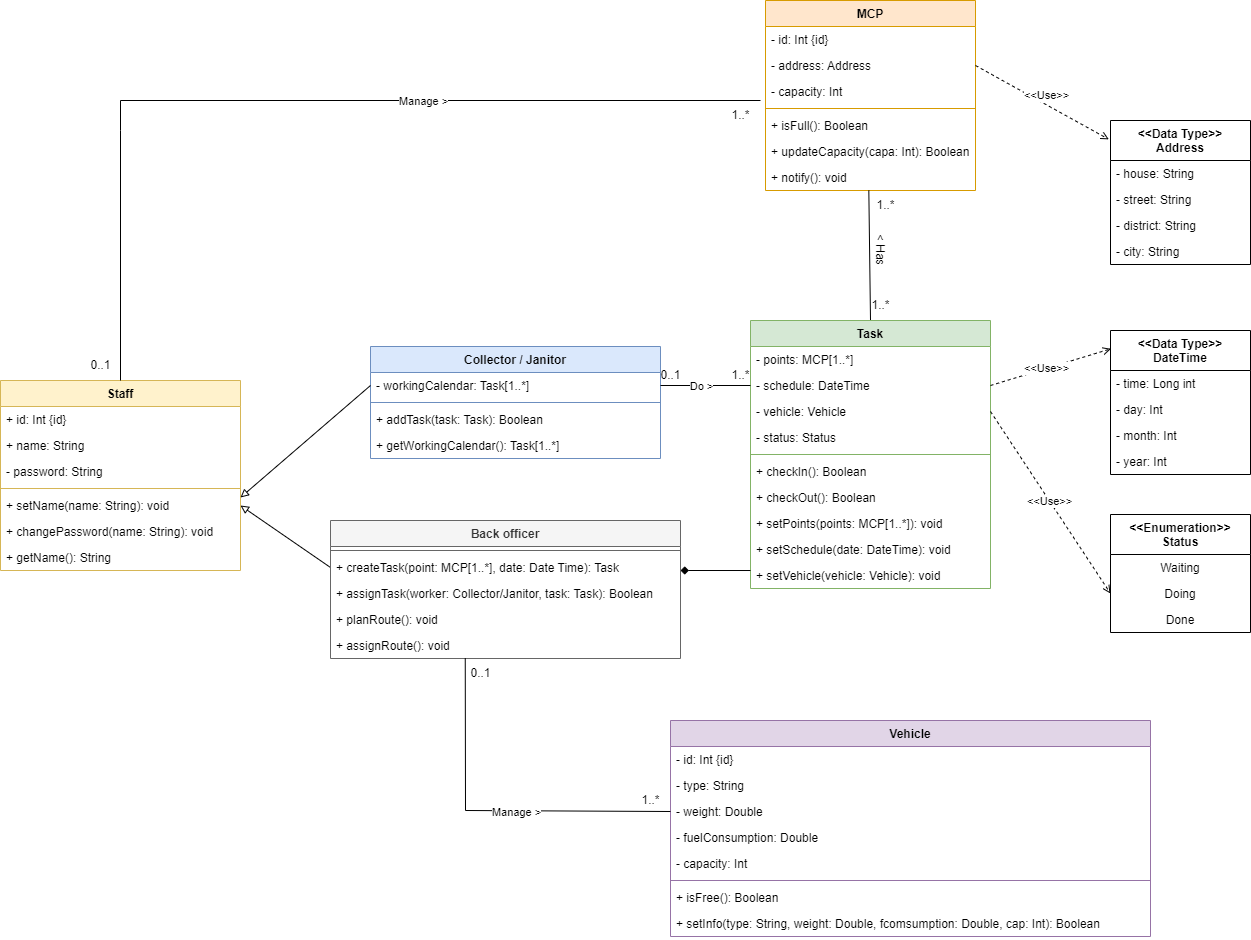 MCP
- id: Int {id}
- address: Address
- capacity: Int
+ isFull(): Boolean
+ updateCapacity(capa: Int): Boolean
+ notify(): void
Manage >
1..*
0..1
<<Use>>
<<Data Type>>
Address
- house: String
- street: String
- district: String
- city: String
1..*
< Has
1..*
Staff
+ id: Int {id}
+ name: String
- password: String
+ setName(name: String): void
+ changePassword(name: String): void
+ getName(): String
Collector / Janitor
- workingCalendar: Task[1..*]
+ addTask(task: Task): Boolean
+ getWorkingCalendar(): Task[1..*]
0..1
Do >
1..*
Task
- points: MCP[1..*]
- schedule: DateTime
- vehicle: Vehicle
- status: Status
+ checkIn(): Boolean
+ checkOut(): Boolean
+ setPoints(points: MCP[1..*]): void
+ setSchedule(date: DateTime): void
+ setVehicle(vehicle: Vehicle): void
<<Use>>
<<Data Type>>
DateTime
- time: Long int
- day: Int
- month: Int
- year: Int
<<Use>>
<<Enumeration>>
Status
Waiting
Doing
Done
Back officer
+ createTask(point: MCP[1..*], date: Date Time): Task
+ assignTask(worker: Collector/Janitor, task: Task): Boolean
+ planRoute(): void
+ assignRoute(): void
0..1
Manage >
1..*
Vehicle
- id: Int {id}
- type: String
- weight: Double
- fuelConsumption: Double
- capacity: Int
+ isFree(): Boolean
+ setInfo(type: String, weight: Double, fcomsumption: Double, cap: Int): Boolean